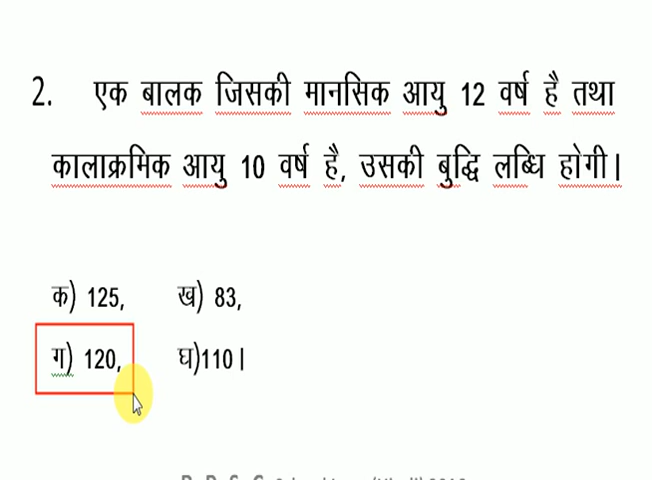 2. एक बालक जिसकी मानसिक आयु 12 वर्ष है तथा
कालाक्रमिक आयु 10 वर्ष है, उसकी बुद्धि लब्धि होगी।
क) 125, ख) 83,
ग) 120, घ)110।